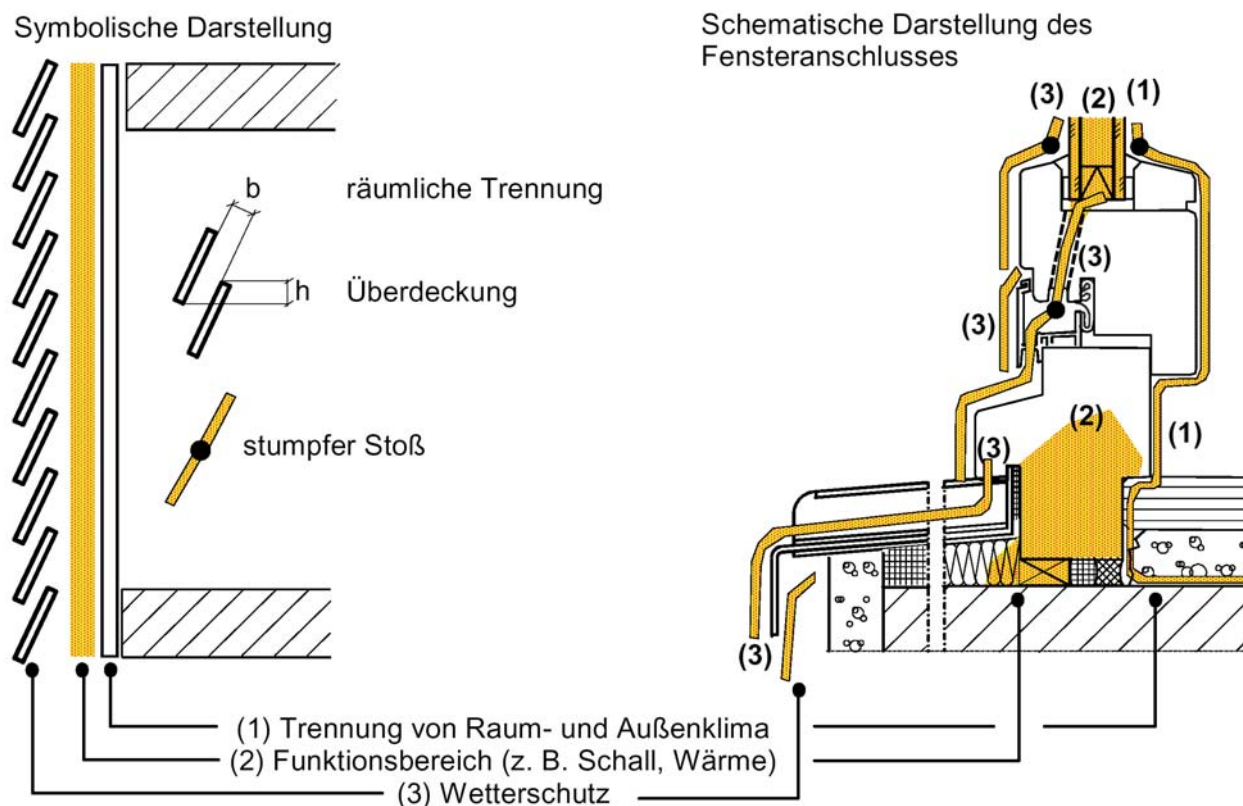 Symbolische Darstellung
Schematische Darstellung des
Fensteranschlusses
(3)
(2)
(1)
b
räumliche Trennung
h
Überdeckung
(3)
(3)
stumpfer Stoß
(2)
(1)
(3)
(3)
(1) Trennung von Raum- und Außenklima
(2) Funktionsbereich (z. B. Schall, Wärme)
(3) Wetterschutz